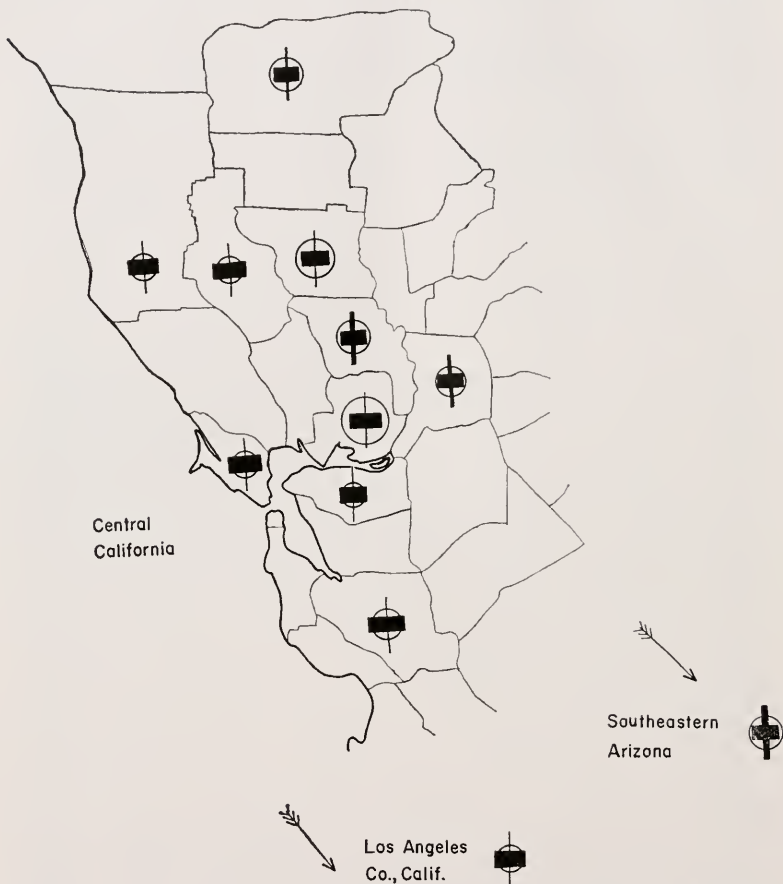 Central
California
Southeastern
Arizona
Los Angeles
Co., Calif.